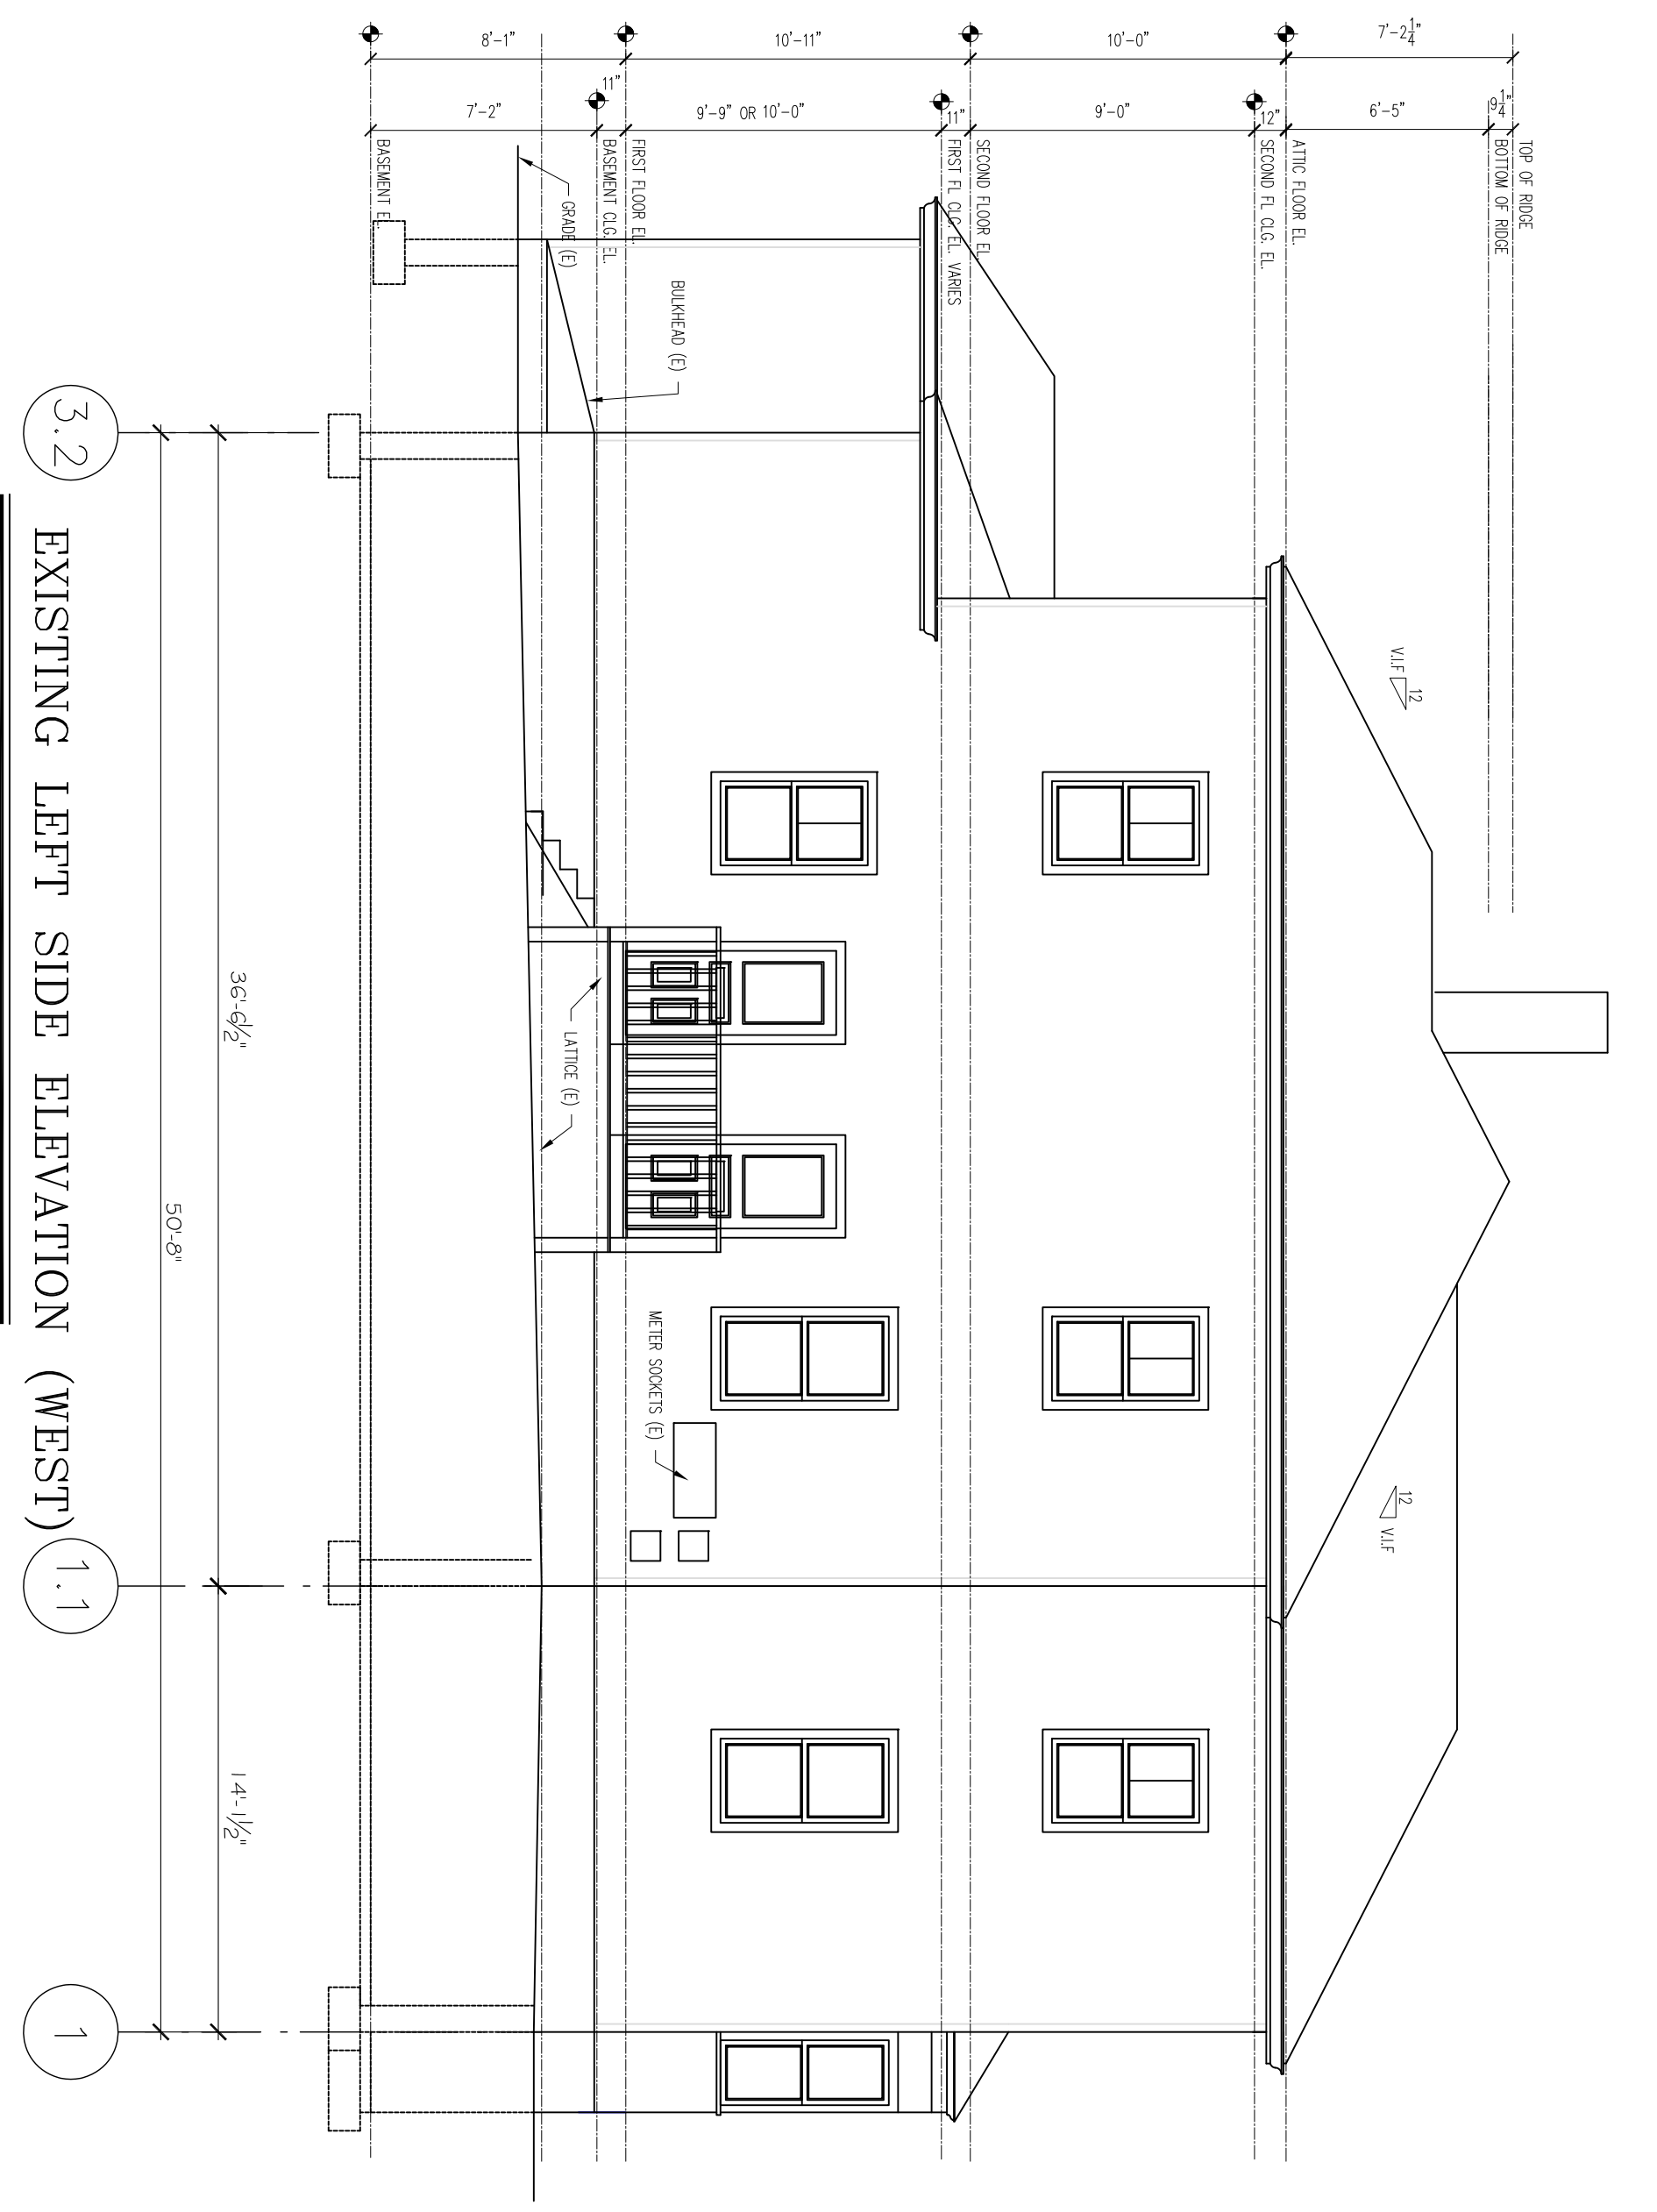 TOP OF RIDGE
BOTTOM OF RIDGE
ATTIC FLOOR EL.
SECOND FL CLG. EL.
SECOND FLOOR EL.
FIRST FL CLG. EL. VARIES
FIRST FLOOR EL.
BASEMENT CLG. EL.
BASEMENT EL.
7'-2 1/4"
10'-0"
10'-11"
8'-1"
9 1/4"
6'-5"
12"
9'-0"
11"
9'-9" OR 10'-0"
11"
7'-2"
12
V.I.F
12
V.I.F
BULKHEAD (E)
GRADE (E)
LATTICE (E)
METER SOCKETS (E)
36'-6 1/2"
14'-1 1/2"
50'-8"
3.2
1.1
1
EXISTING LEFT SIDE ELEVATION (WEST)